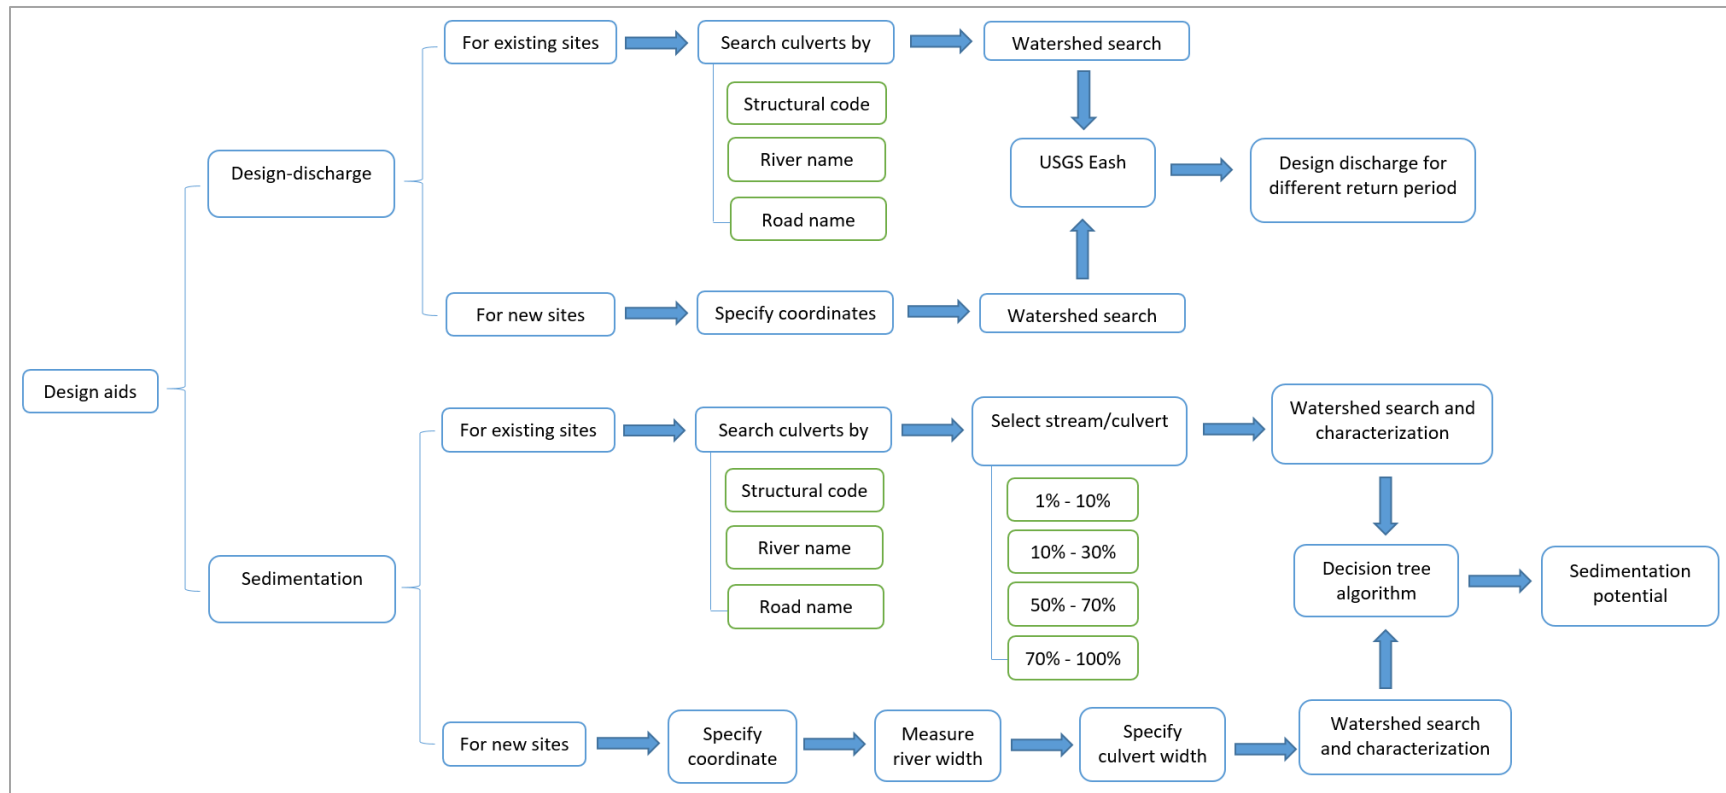 Design aids
Design-discharge
For existing sites
Search culverts by
Structural code
River name
Road name
Watershed search
For new sites
Specify coordinates
Watershed search
USGS Eash
Design discharge for
different return period
Sedimentation
For existing sites
Search culverts by
Structural code
River name
Road name
Select stream/culvert
1% - 10%
10% - 30%
50% - 70%
70% - 100%
Watershed search and
characterization
For new sites
Specify
coordinate
Measure
river width
Specify
culvert width
Watershed search
and characterization
Decision tree
algorithm
Sedimentation
potential